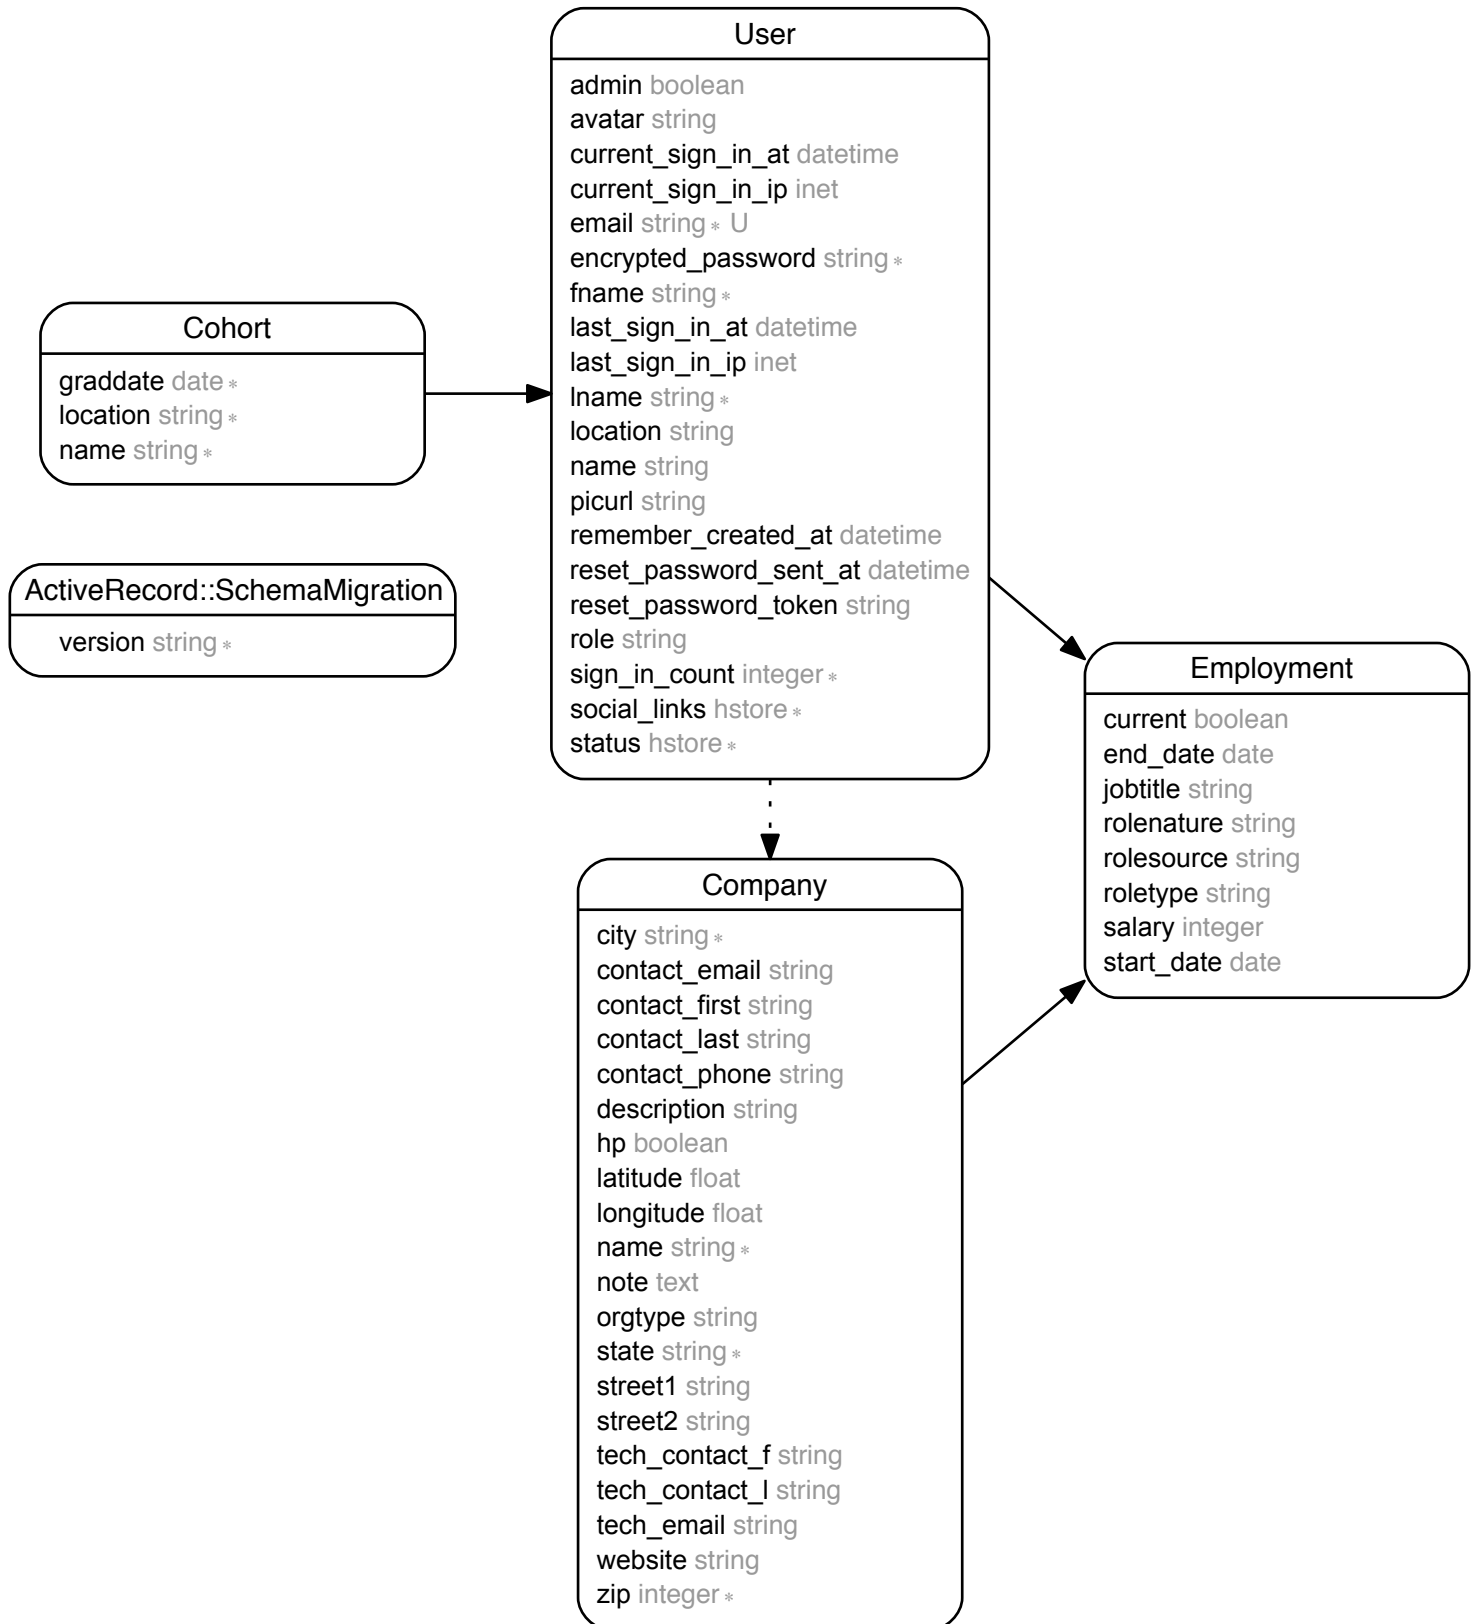 User
admin boolean
avatar string
current_sign_in_at datetime
current_sign_in_ip inet
email string* U
encrypted_password string*
fname string*
last_sign_in_at datetime
last_sign_in_ip inet
lname string*
location string
name string
picurl string
remember_created_at datetime
reset_password_sent_at datetime
reset_password_token string
role string
sign_in_count integer*
social_links hstore*
status hstore*
Cohort
graddate date*
location string*
name string*
ActiveRecord::SchemaMigration
version string*
Employment
current boolean
end_date date
jobtitle string
rolenature string
rolesource string
roletype string
salary integer
start_date date
Company
city string*
contact_email string
contact_first string
contact_last string
contact_phone string
description string
hp boolean
latitude float
longitude float
name string*
note text
orgtype string
state string*
street1 string
street2 string
tech_contact_f string
tech_contact_l string
tech_email string
website string
zip integer*